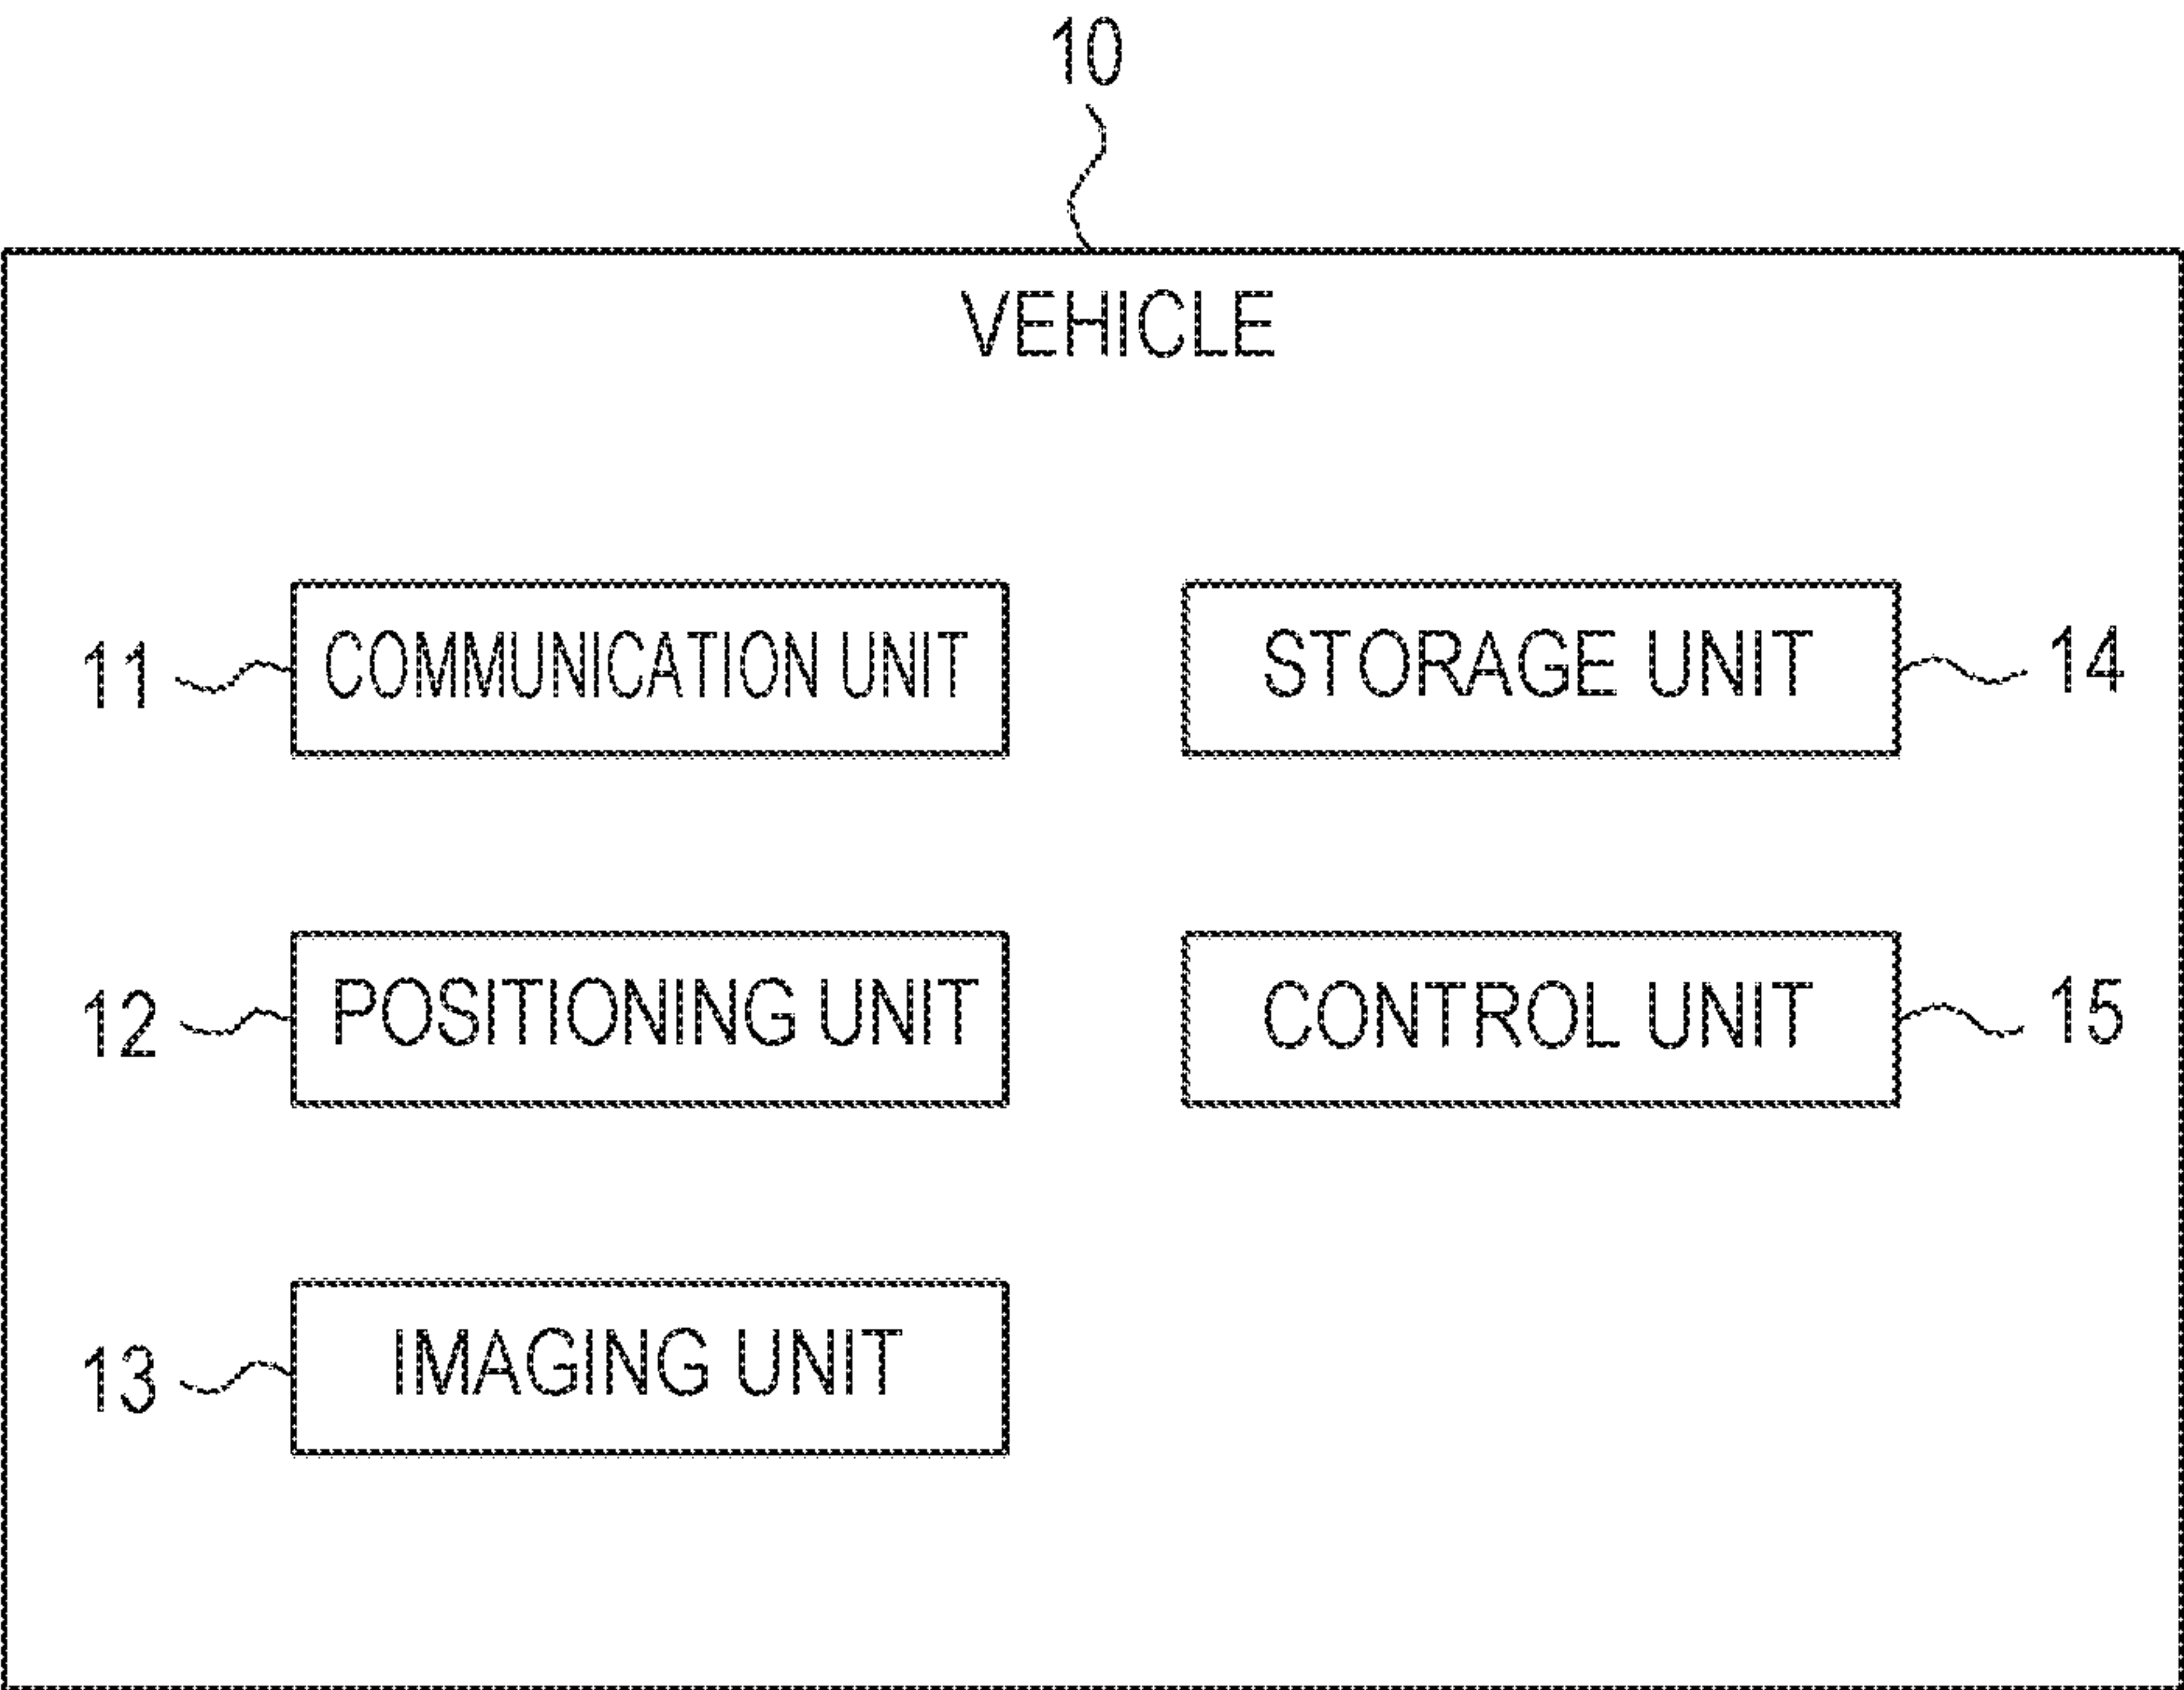 10
VEHICLE
11 COMMUNICATION UNIT
STORAGE UNIT 14
12 POSITIONING UNIT
CONTROL UNIT 15
13 IMAGING UNIT